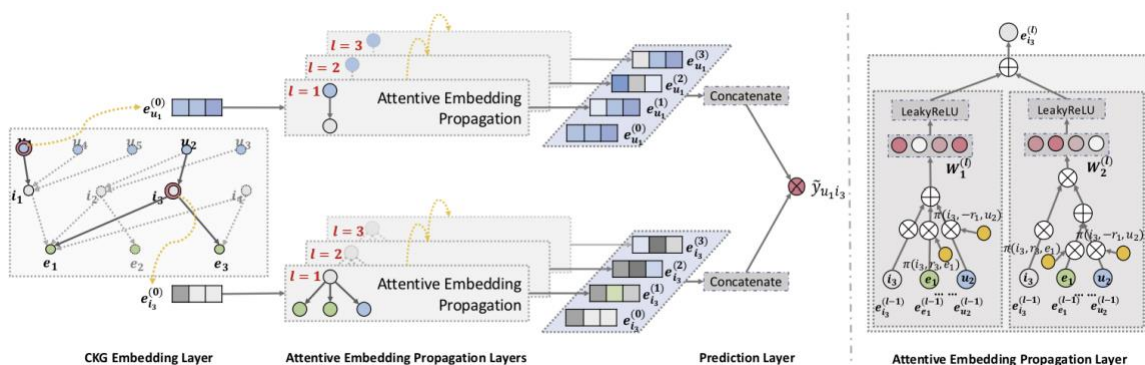 l = 3
l = 2
l = 1
Attentive Embedding
Propagation
e_{u_1}^{(0)}
e_{u_1}^{(3)}
e_{u_1}^{(2)}
e_{u_1}^{(1)}
e_{u_1}^{(0)}
Concatenate
u_4 u_5 u_2 u_3
i_1 i_2 i_3
e_1 e_2 e_3
e_{i_3}^{(0)}
l = 3
l = 2
l = 1
Attentive Embedding
Propagation
e_{i_3}^{(3)}
e_{i_3}^{(2)}
e_{i_3}^{(1)}
e_{i_3}^{(0)}
Concatenate
ỹ_{u_1 i_3}
CKG Embedding Layer
Attentive Embedding Propagation Layers
Prediction Layer
e_{i_3}^{(l)}
LeakyReLU
W_1^{(l)}
π(i_3, −r_1, u_2)
π(i_3, r_3, e_1)
i_3 e_1 u_2
e_{i_3}^{(l-1)} e_{e_1}^{(l-1)} ... ... e_{u_2}^{(l-1)}
LeakyReLU
W_2^{(l)}
π(i_3, −r_1, u_2)
π(i_3, r_3, e_1)
i_3 e_1 u_2
e_{i_3}^{(l-1)} e_{e_1}^{(l-1)} ... ... e_{u_2}^{(l-1)}
Attentive Embedding Propagation Layer